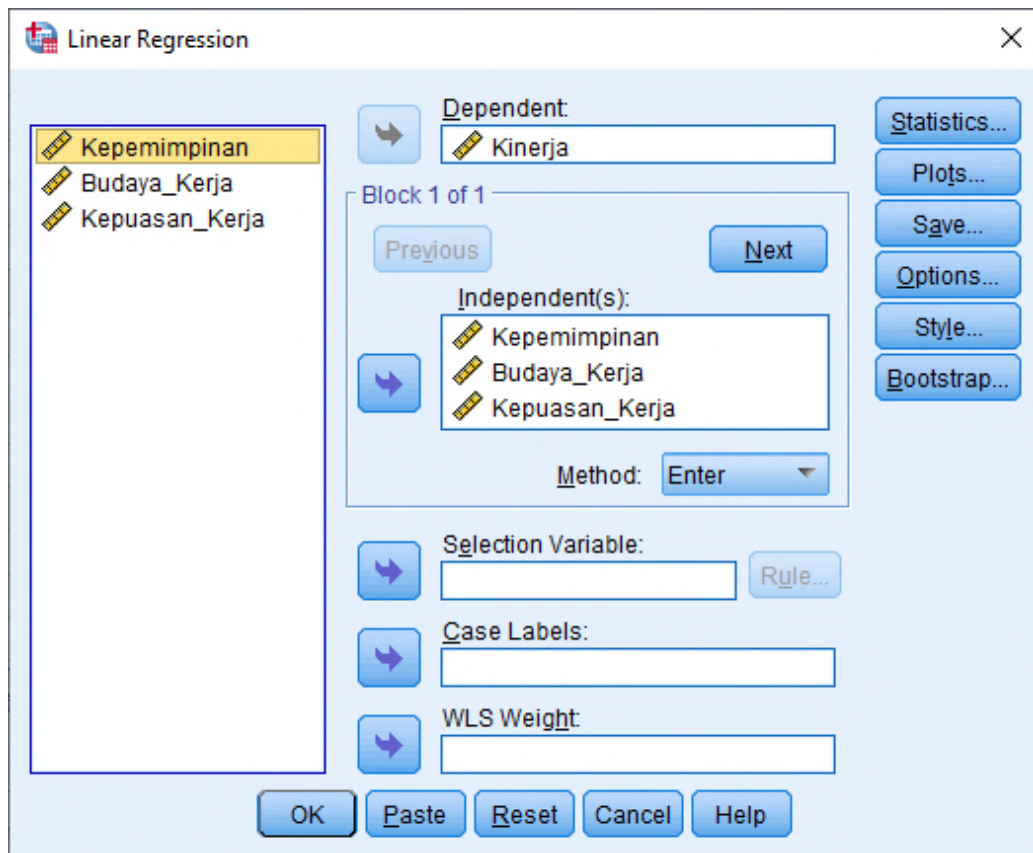 Linear Regression
Kepemimpinan
Budaya_Kerja
Kepuasan_Kerja
Dependent:
Kinerja
Block 1 of 1
Previous
Next
Independent(s):
Kepemimpinan
Budaya_Kerja
Kepuasan_Kerja
Method: Enter
Selection Variable:
Rule...
Case Labels:
WLS Weight:
Statistics...
Plots...
Save...
Options...
Style...
Bootstrap...
OK Paste Reset Cancel Help